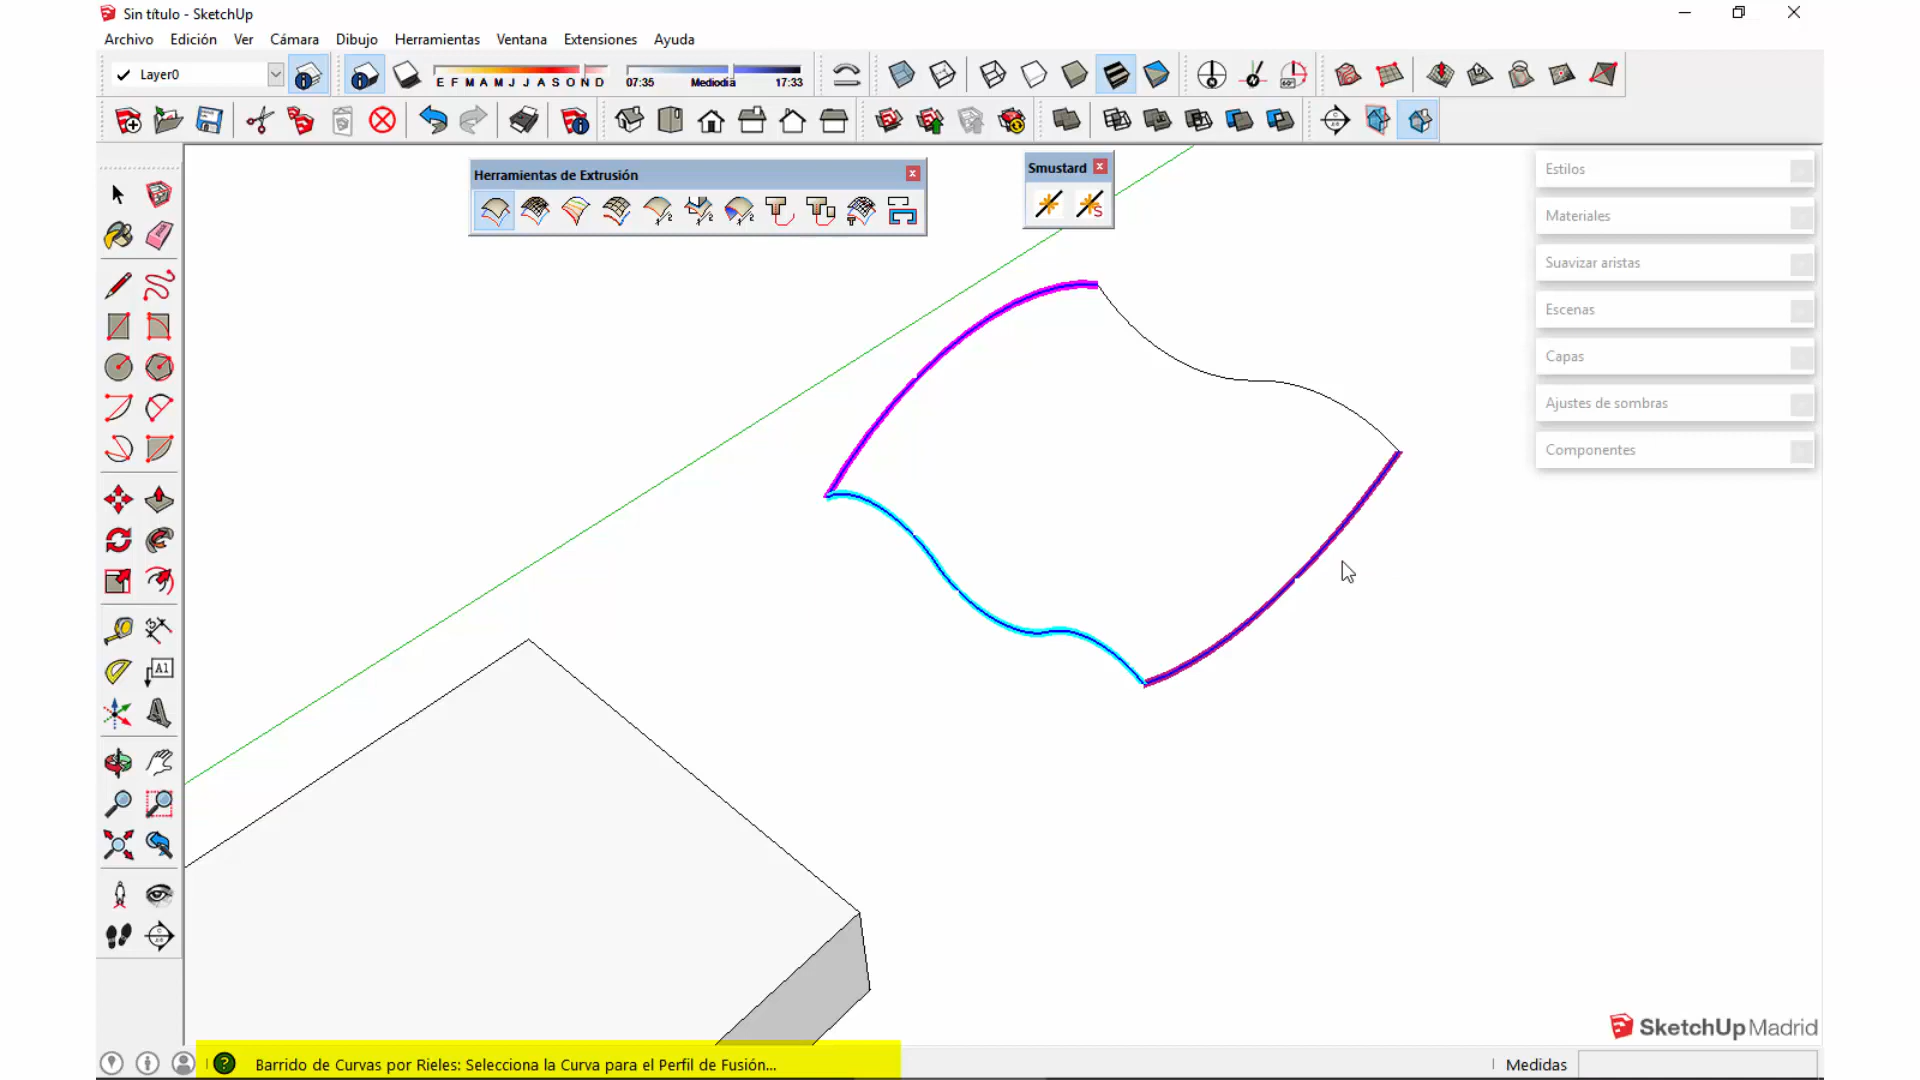 Sin título - SketchUp
Archivo Edición Ver Cámara Dibujo Herramientas Ventana Extensiones Ayuda
Layer0
E F M A M J J A S O N D
07:35 Mediodía 17:33
Herramientas de Extrusión
Smustard
Estilos
Materiales
Suavizar aristas
Escenas
Capas
Ajustes de sombras
Componentes
A1
SketchUp Madrid
Barrido de Curvas por Rieles: Selecciona la Curva para el Perfil de Fusión...
Medidas